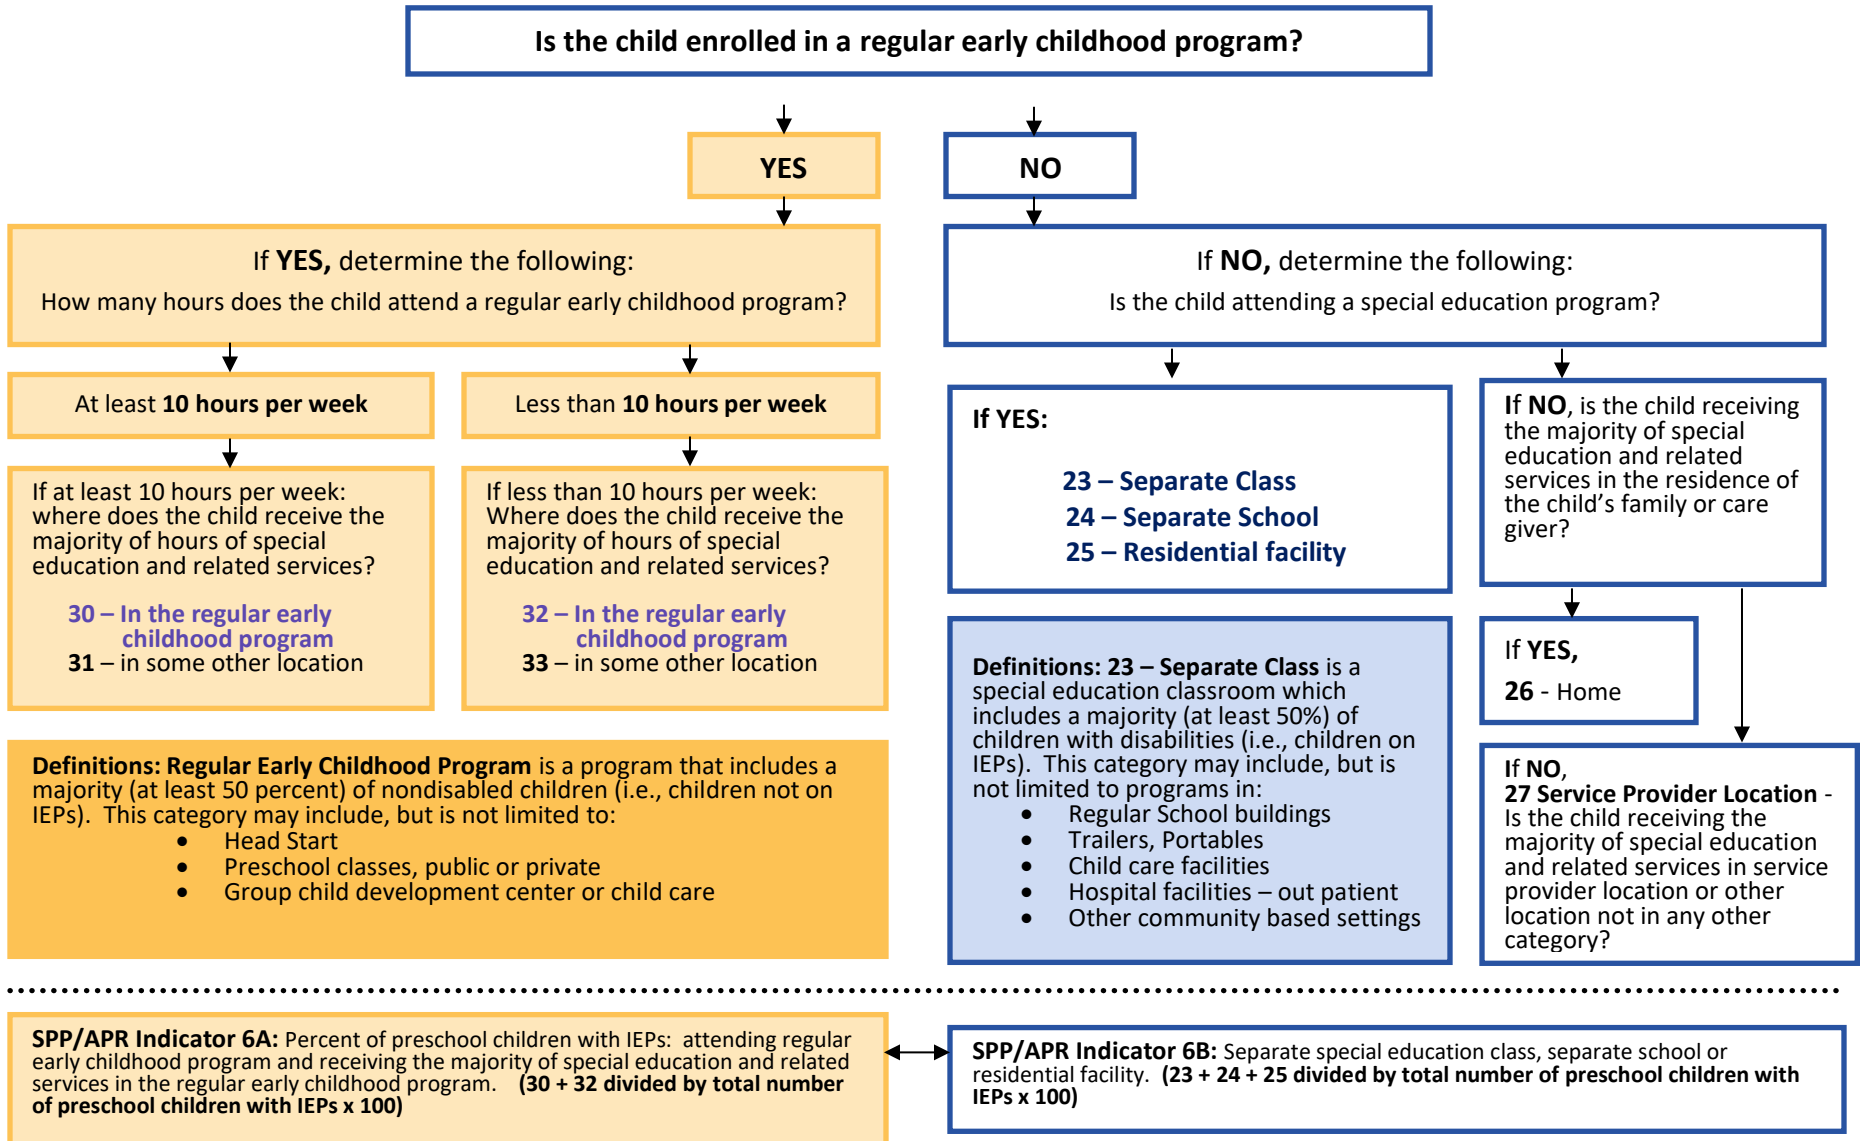 Is the child enrolled in a regular early childhood program?
YES
NO
If YES, determine the following:
How many hours does the child attend a regular early childhood program?
If NO, determine the following:
Is the child attending a special education program?
At least 10 hours per week
Less than 10 hours per week
If at least 10 hours per week:
where does the child receive the
majority of hours of special
education and related services?
30 – In the regular early
childhood program
31 – in some other location
If less than 10 hours per week:
Where does the child receive the
majority of hours of special
education and related services?
32 – In the regular early
childhood program
33 – in some other location
If YES:
23 – Separate Class
24 – Separate School
25 – Residential facility
If NO, is the child receiving
the majority of special
education and related
services in the residence of
the child’s family or care
giver?
If YES,
26 - Home
If NO,
27 Service Provider Location -
Is the child receiving the
majority of special education
and related services in service
provider location or other
location not in any other
category?
Definitions: Regular Early Childhood Program is a program that includes a
majority (at least 50 percent) of nondisabled children (i.e., children not on
IEPs). This category may include, but is not limited to:
• Head Start
• Preschool classes, public or private
• Group child development center or child care
Definitions: 23 – Separate Class is a
special education classroom which
includes a majority (at least 50%) of
children with disabilities (i.e., children on
IEPs). This category may include, but is
not limited to programs in:
• Regular School buildings
• Trailers, Portables
• Child care facilities
• Hospital facilities – out patient
• Other community based settings
SPP/APR Indicator 6A: Percent of preschool children with IEPs: attending regular
early childhood program and receiving the majority of special education and related
services in the regular early childhood program. (30 + 32 divided by total number
of preschool children with IEPs x 100)
SPP/APR Indicator 6B: Separate special education class, separate school or
residential facility. (23 + 24 + 25 divided by total number of preschool children with
IEPs x 100)